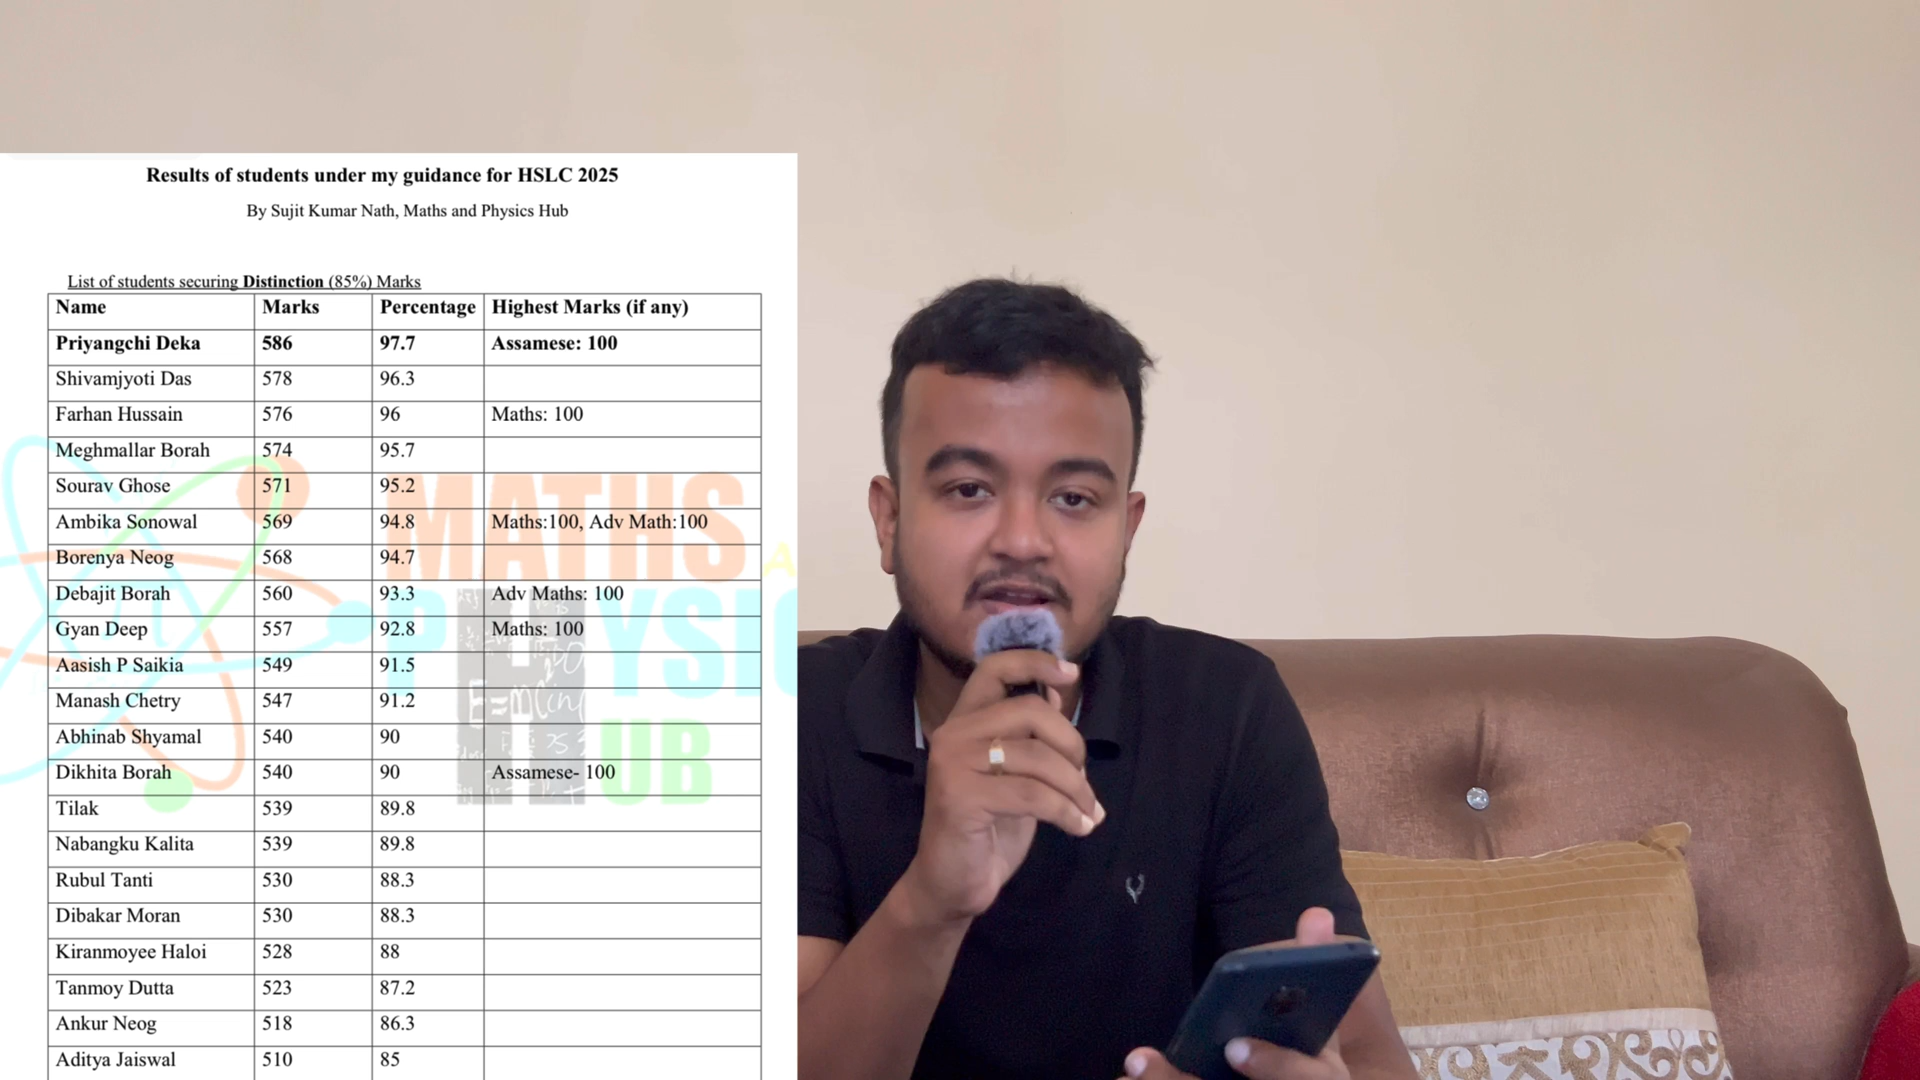 Results of students under my guidance for HSLC 2025
By Sujit Kumar Nath, Maths and Physics Hub
List of students securing Distinction (85%) Marks
Name Marks Percentage Highest Marks (if any)
Priyangchi Deka 586 97.7 Assamese: 100
Shivamjyoti Das 578 96.3
Farhan Hussain 576 96 Maths: 100
Meghmallar Borah 574 95.7
Sourav Ghose 571 95.2
Ambika Sonowal 569 94.8 Maths:100, Adv Math:100
Borenya Neog 568 94.7
Debajit Borah 560 93.3 Adv Maths: 100
Gyan Deep 557 92.8 Maths: 100
Aasish P Saikia 549 91.5
Manash Chetry 547 91.2
Abhinab Shyamal 540 90
Dikhita Borah 540 90 Assamese- 100
Tilak 539 89.8
Nabangku Kalita 539 89.8
Rubul Tanti 530 88.3
Dibakar Moran 530 88.3
Kiranmoyee Haloi 528 88
Tanmoy Dutta 523 87.2
Ankur Neog 518 86.3
Aditya Jaiswal 510 85
MATHS A
PHYSIC
HUB